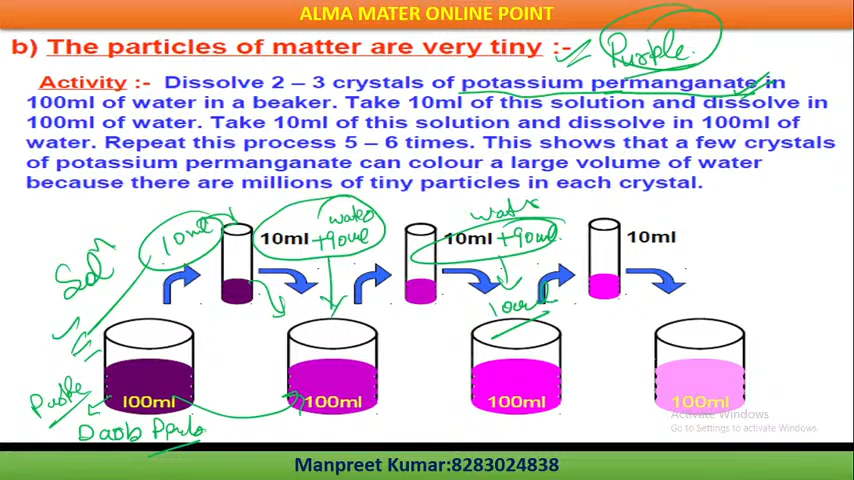 ALMA MATER ONLINE POINT
b) The particles of matter are very tiny :-
Purple
Activity :- Dissolve 2 – 3 crystals of potassium permanganate in
100ml of water in a beaker. Take 10ml of this solution and dissolve in
100ml of water. Take 10ml of this solution and dissolve in 100ml of
water. Repeat this process 5 – 6 times. This shows that a few crystals
of potassium permanganate can colour a large volume of water
because there are millions of tiny particles in each crystal.
10ml
water
water
10ml +90ml
10ml +90ml
10ml
Sol^n
100ml
100ml
100ml
100ml
100ml
Activate Windows
Go to Settings to activate Windows.
Manpreet Kumar:8283024838